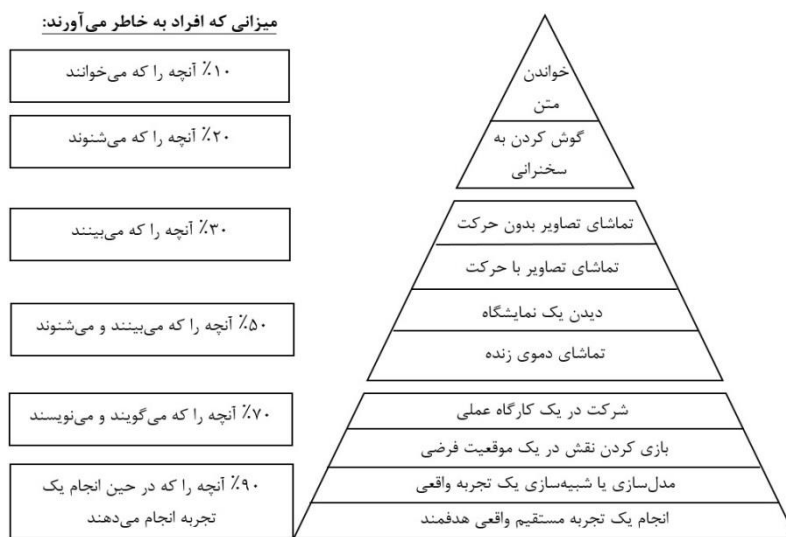 میزانی که افراد به خاطر می‌آورند:
۱۰٪ آنچه را که می‌خوانند
۲۰٪ آنچه را که می‌شنوند
۳۰٪ آنچه را که می‌بینند
۵۰٪ آنچه را که می‌بینند و می‌شنوند
۷۰٪ آنچه را که می‌گویند و می‌نویسند
۹۰٪ آنچه را که در حین انجام یک
تجربه انجام می‌دهند
خواندن
متن
گوش کردن به
سخنرانی
تماشای تصاویر بدون حرکت
تماشای تصاویر با حرکت
دیدن یک نمایشگاه
تماشای دموی زنده
شرکت در یک کارگاه عملی
بازی کردن نقش در یک موقعیت فرضی
مدل‌سازی یا شبیه‌سازی یک تجربه واقعی
انجام یک تجربه مستقیم واقعی هدفمند